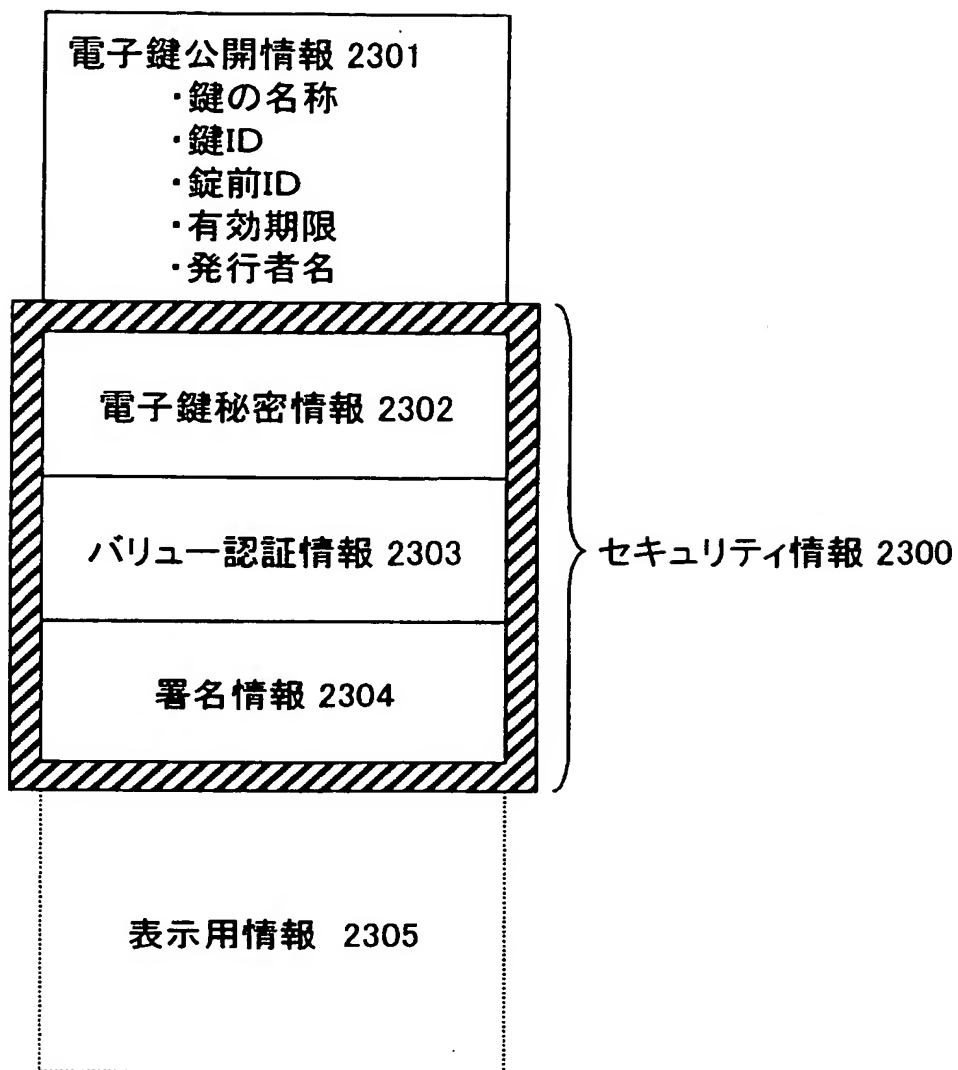 電子鍵公開情報 2301
・鍵の名称
・鍵ID
・錠前ID
・有効期限
・発行者名
電子鍵秘密情報 2302
バリュー認証情報 2303
セキュリティ情報 2300
署名情報 2304
表示用情報 2305